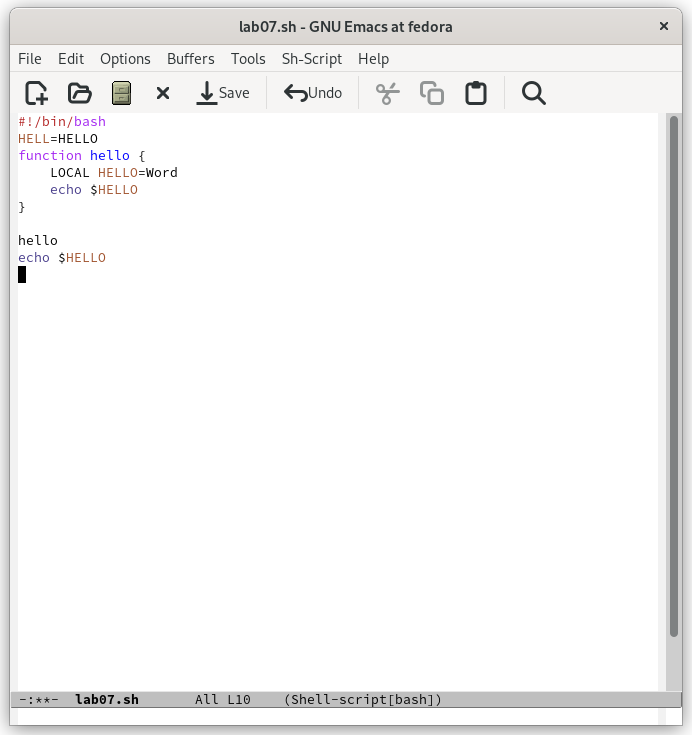 lab07.sh - GNU Emacs at fedora
File Edit Options Buffers Tools Sh-Script Help
Save Undo
#!/bin/bash
HELL=HELLO
function hello {
    LOCAL HELLO=Word
    echo $HELLO
}
hello
echo $HELLO
-:**-  lab07.sh       All L10    (Shell-script[bash])